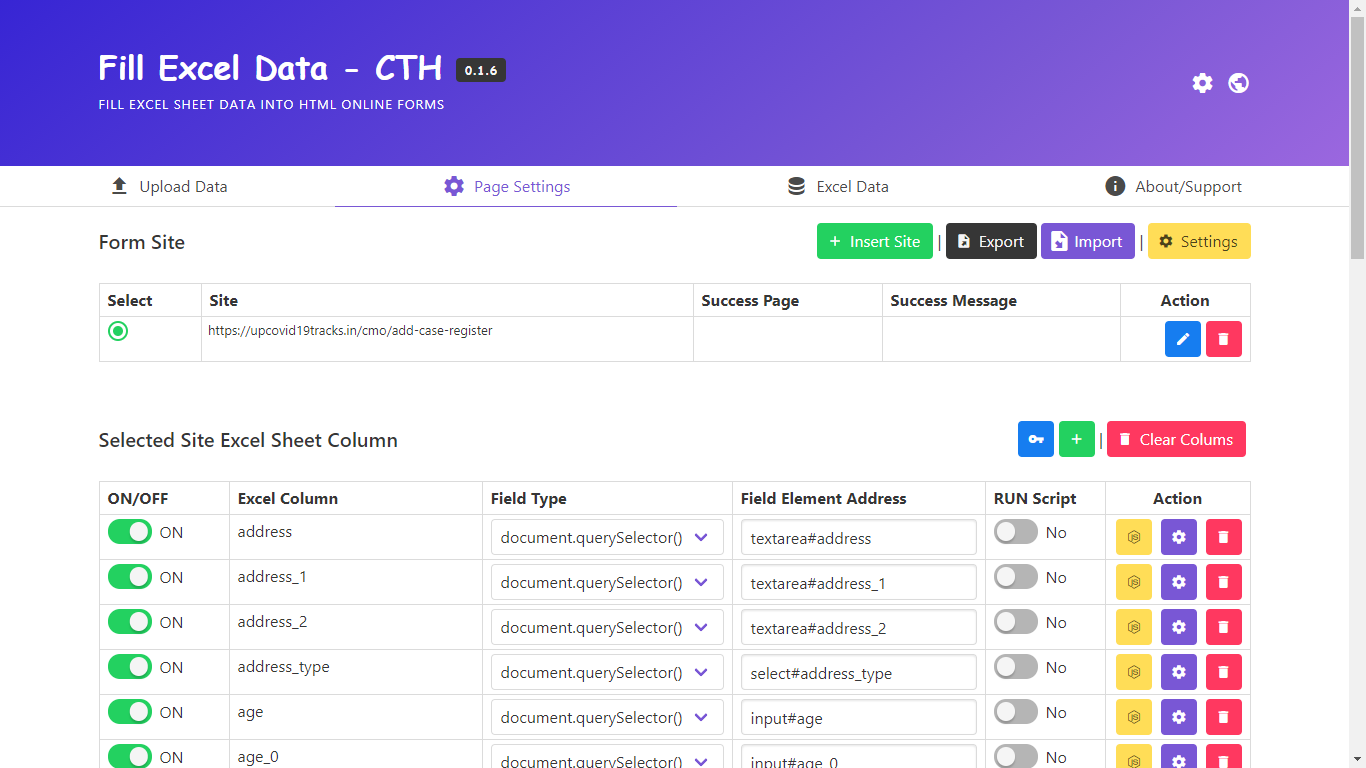 Fill Excel Data - CTH 0.1.6
FILL EXCEL SHEET DATA INTO HTML ONLINE FORMS
Upload Data Page Settings Excel Data About/Support
Form Site + Insert Site | Export Import | Settings
Select Site Success Page Success Message Action
https://upcovid19tracks.in/cmo/add-case-register
Selected Site Excel Sheet Column + | Clear Colums
ON/OFF Excel Column Field Type Field Element Address RUN Script Action
ON address document.querySelector() textarea#address No
ON address_1 document.querySelector() textarea#address_1 No
ON address_2 document.querySelector() textarea#address_2 No
ON address_type document.querySelector() select#address_type No
ON age document.querySelector() input#age No
ON age_0 document.querySelector() input#age_0 No